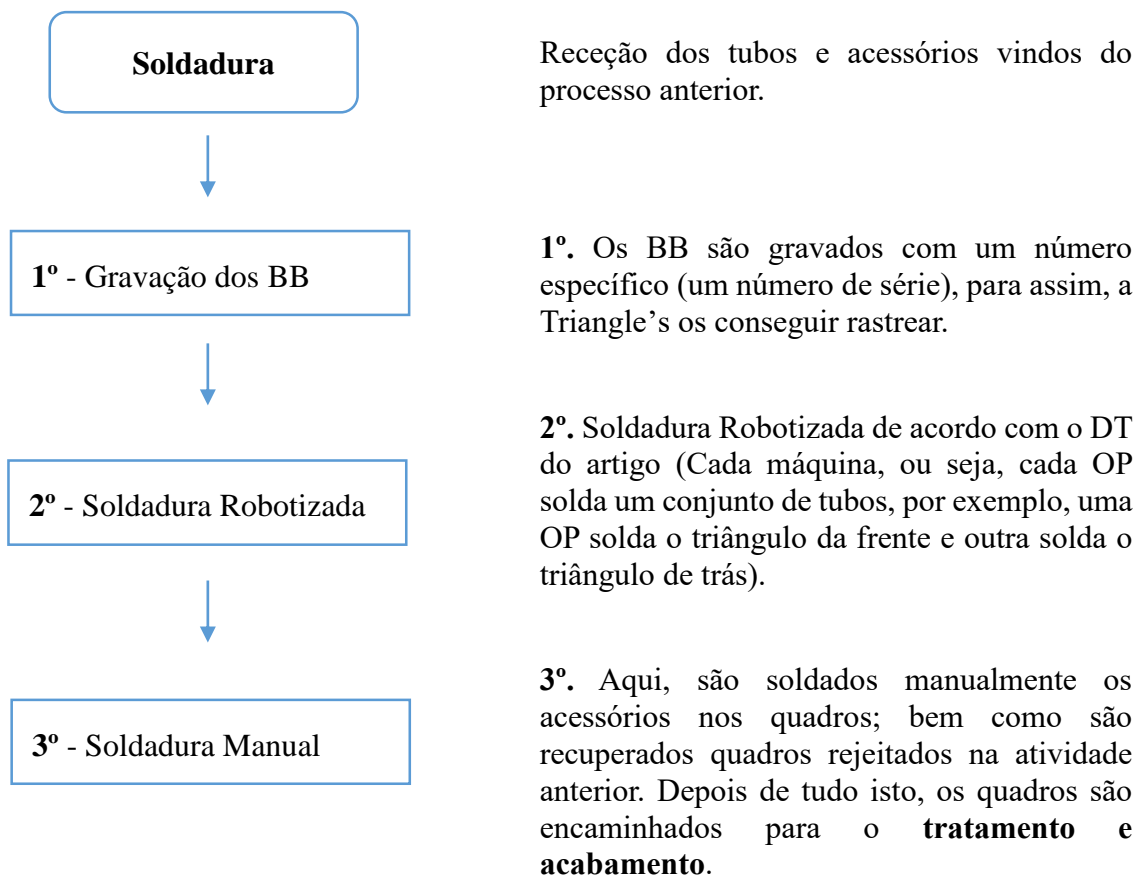 Soldadura
Receção dos tubos e acessórios vindos do
processo anterior.
1º - Gravação dos BB
1º. Os BB são gravados com um número
específico (um número de série), para assim, a
Triangle’s os conseguir rastrear.
2º - Soldadura Robotizada
2º. Soldadura Robotizada de acordo com o DT
do artigo (Cada máquina, ou seja, cada OP
solda um conjunto de tubos, por exemplo, uma
OP solda o triângulo da frente e outra solda o
triângulo de trás).
3º - Soldadura Manual
3º. Aqui, são soldados manualmente os
acessórios nos quadros; bem como são
recuperados quadros rejeitados na atividade
anterior. Depois de tudo isto, os quadros são
encaminhados para o tratamento e
acabamento.